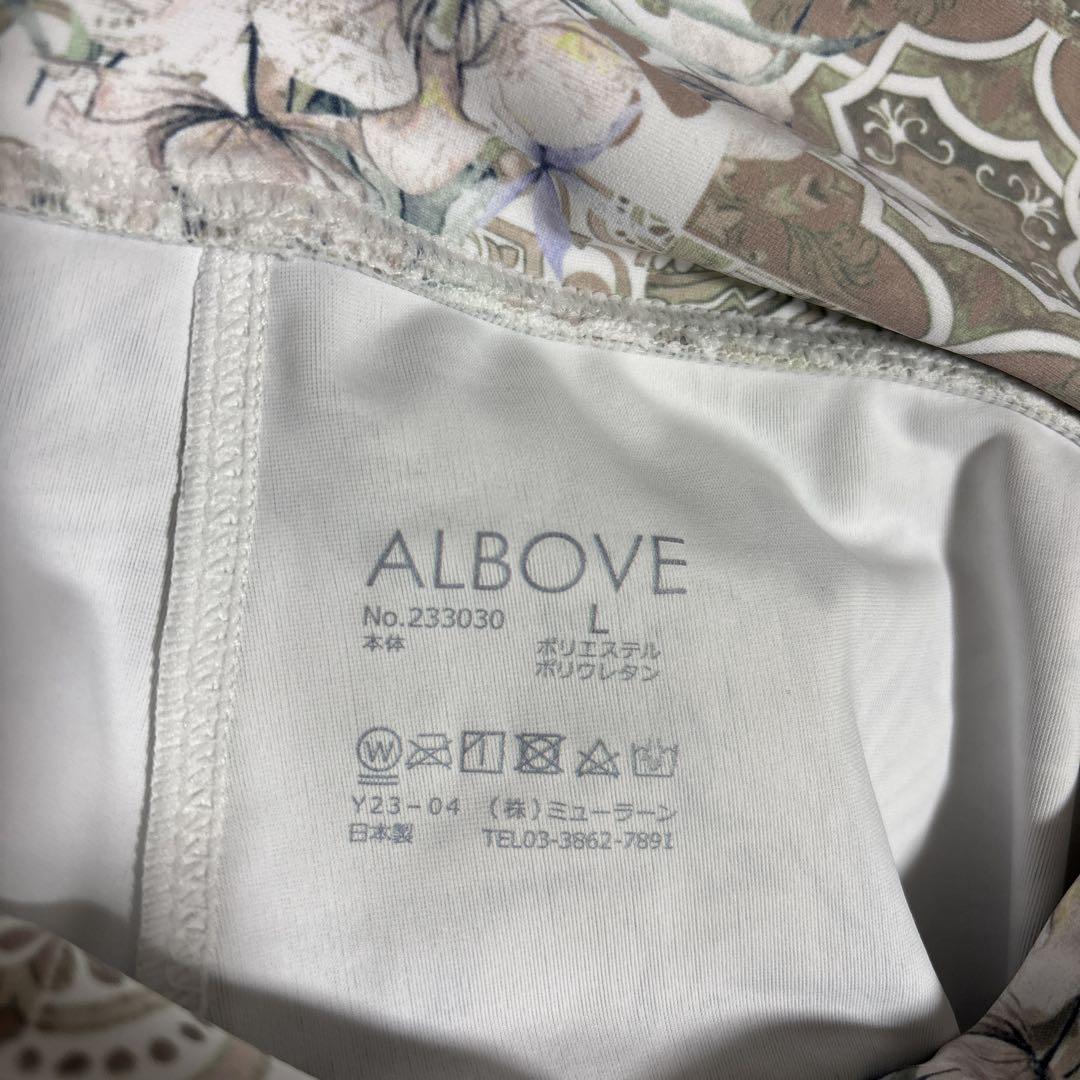 ALBOVE
No.233030 L
本体 ポリエステル
ポリウレタン
W
Y23-04 (株)ミューラーン
日本製 TEL03-3862-7891